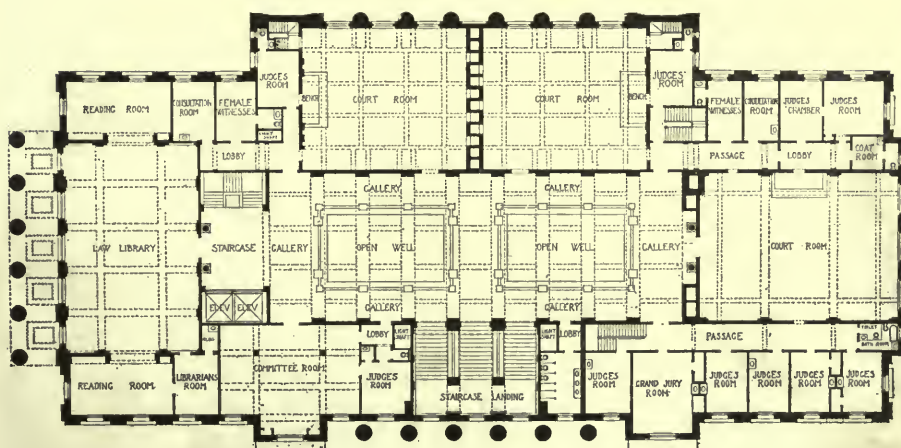 JUDGES
ROOM
BENCH
COURT ROOM
COURT ROOM
BENCH
JUDGES'
ROOM
READING ROOM
CONSULTATION
ROOM
FEMALE
WITNESSES
LIGHT
SHAFT
FEMALE
WITNESSES
CONSULTATION
ROOM
JUDGES'
CHAMBER
JUDGES
ROOM
LOBBY
PASSAGE
LOBBY
COAT
ROOM
GALLERY
GALLERY
LAW LIBRARY
STAIRCASE
GALLERY
OPEN WELL
OPEN WELL
GALLERY
COURT ROOM
ELEV
ELEV
GALLERY
GALLERY
LOBBY
LIGHT
SHAFT
LIGHT
SHAFT
LOBBY
PASSAGE
TOILET
BATH ROOM
READING ROOM
LIBRARIANS
ROOM
COMMITTEE ROOM
JUDGES
ROOM
STAIRCASE LANDING
JUDGES
ROOM
GRAND JURY
ROOM
JUDGES
ROOM
JUDGES
ROOM
JUDGES
ROOM
JUDGES
ROOM